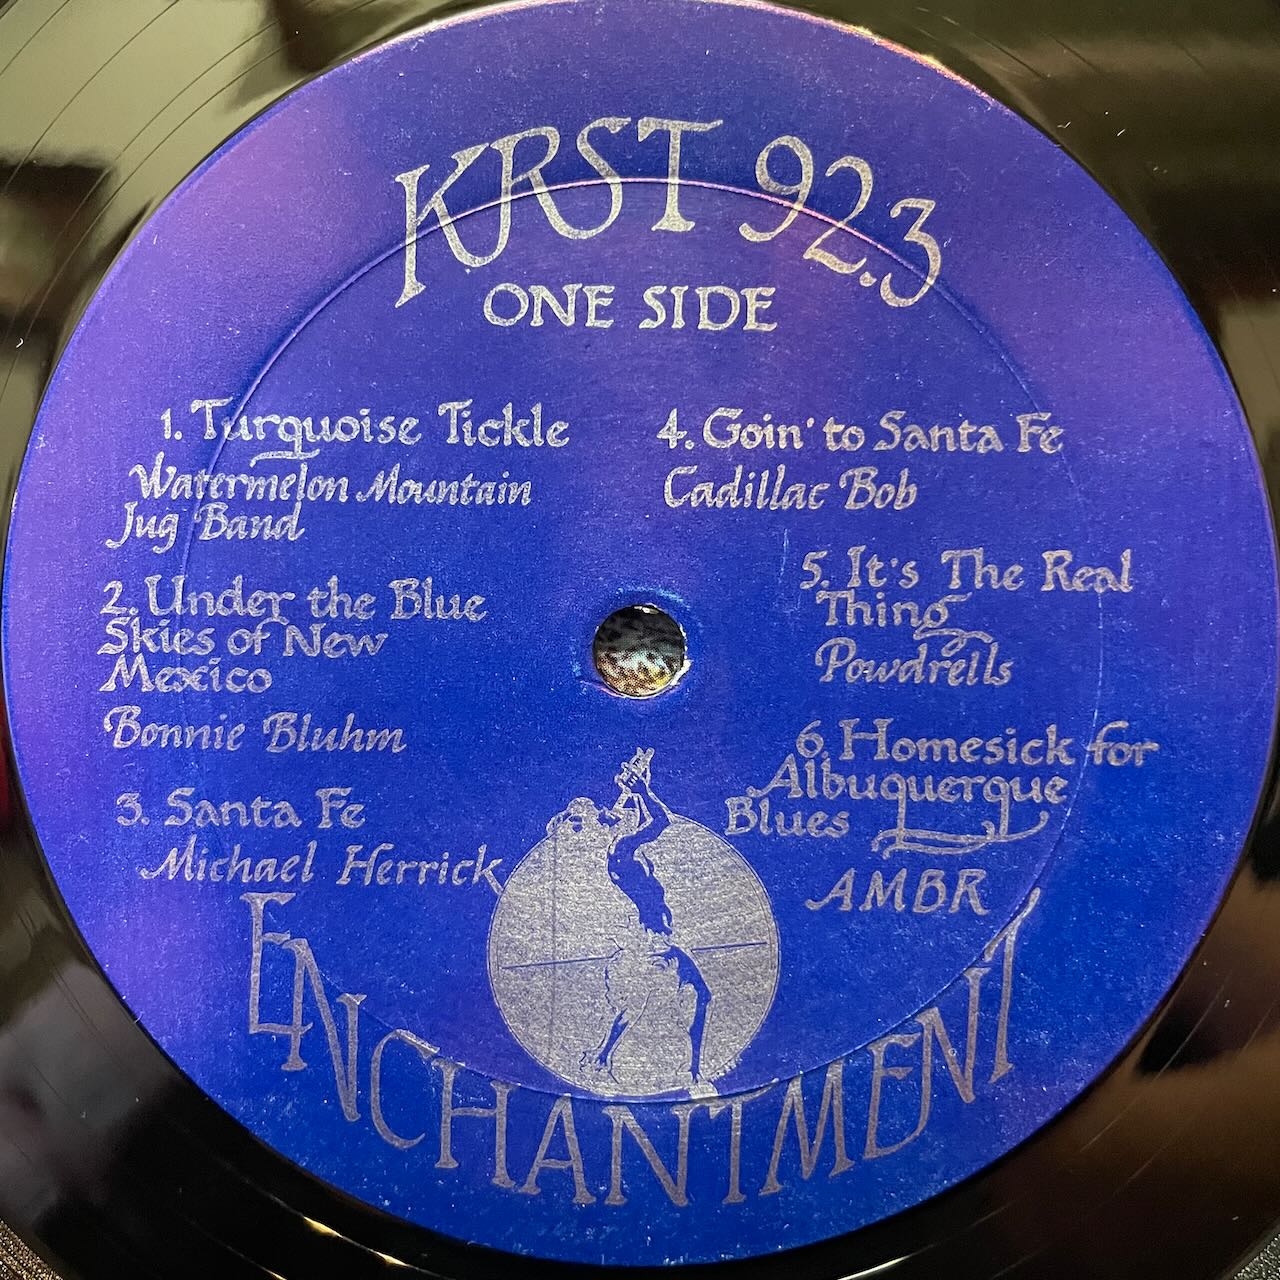 KRST 92.3
ONE SIDE
1. Turquoise Tickle
Watermelon Mountain
Jug Band
2. Under the Blue
Skies of New
Mexico
Bonnie Bluhm
3. Santa Fe
Michael Herrick
4. Goin' to Santa Fe
Cadillac Bob
5. It's The Real
Thing
Powdrells
6. Homesick for
Albuquerque
Blues
AMBR
ENCHANTMENT